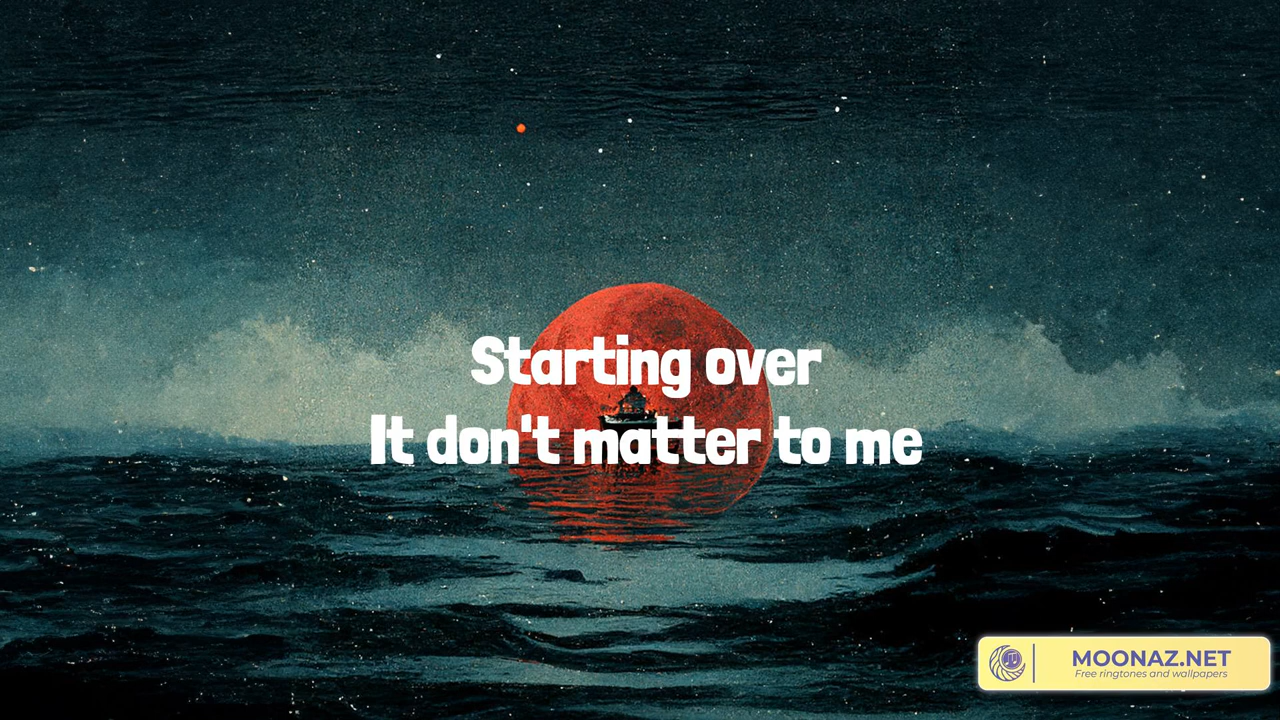 Starting over
It don't matter to me
MOONAZ.NET
Free ringtones and wallpapers